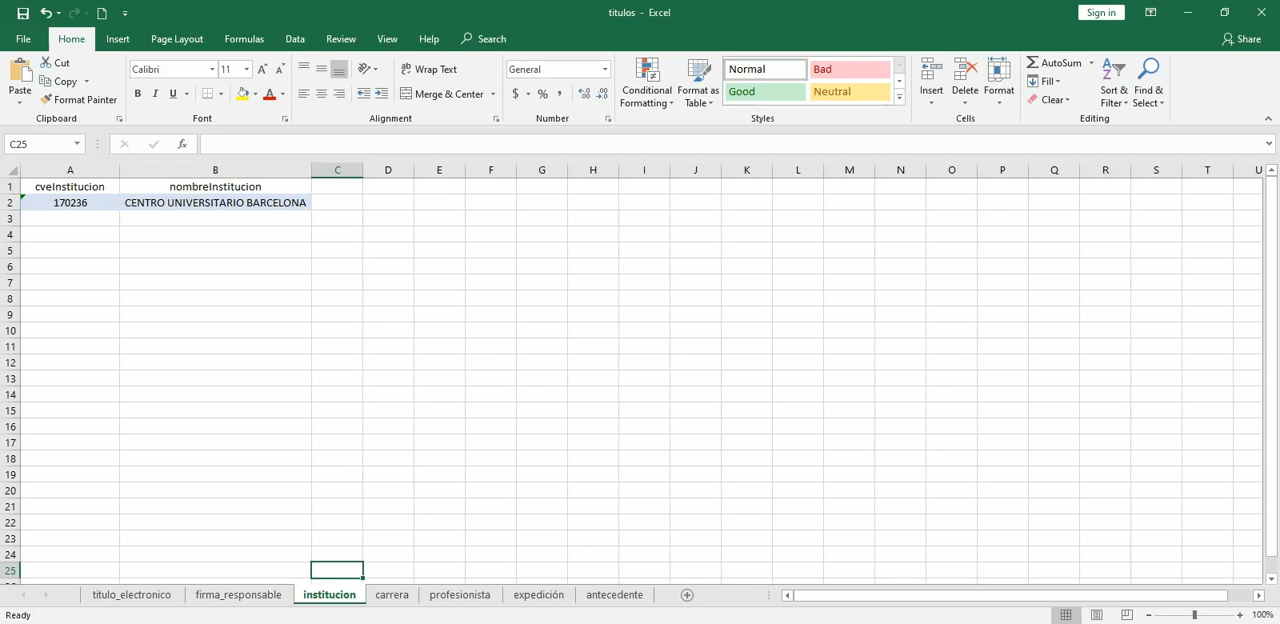 titulos - Excel
Sign in
File Home Insert Page Layout Formulas Data Review View Help Search Share
Paste Cut Copy Format Painter
Calibri 11 B I U
Wrap Text Merge & Center
General $ % ,
Conditional Formatting Format as Table
Normal Bad Good Neutral
Insert Delete Format
AutoSum Fill Clear Sort & Filter Find & Select
Clipboard Font Alignment Number Styles Cells Editing
C25 fx
A B C D E F G H I J K L M N O P Q R S T U
1 cveInstitucion nombreInstitucion
2 170236 CENTRO UNIVERSITARIO BARCELONA
3
4
5
6
7
8
9
10
11
12
13
14
15
16
17
18
19
20
21
22
23
24
25
titulo_electronico firma_responsable institucion carrera profesionista expedición antecedente
Ready 100%